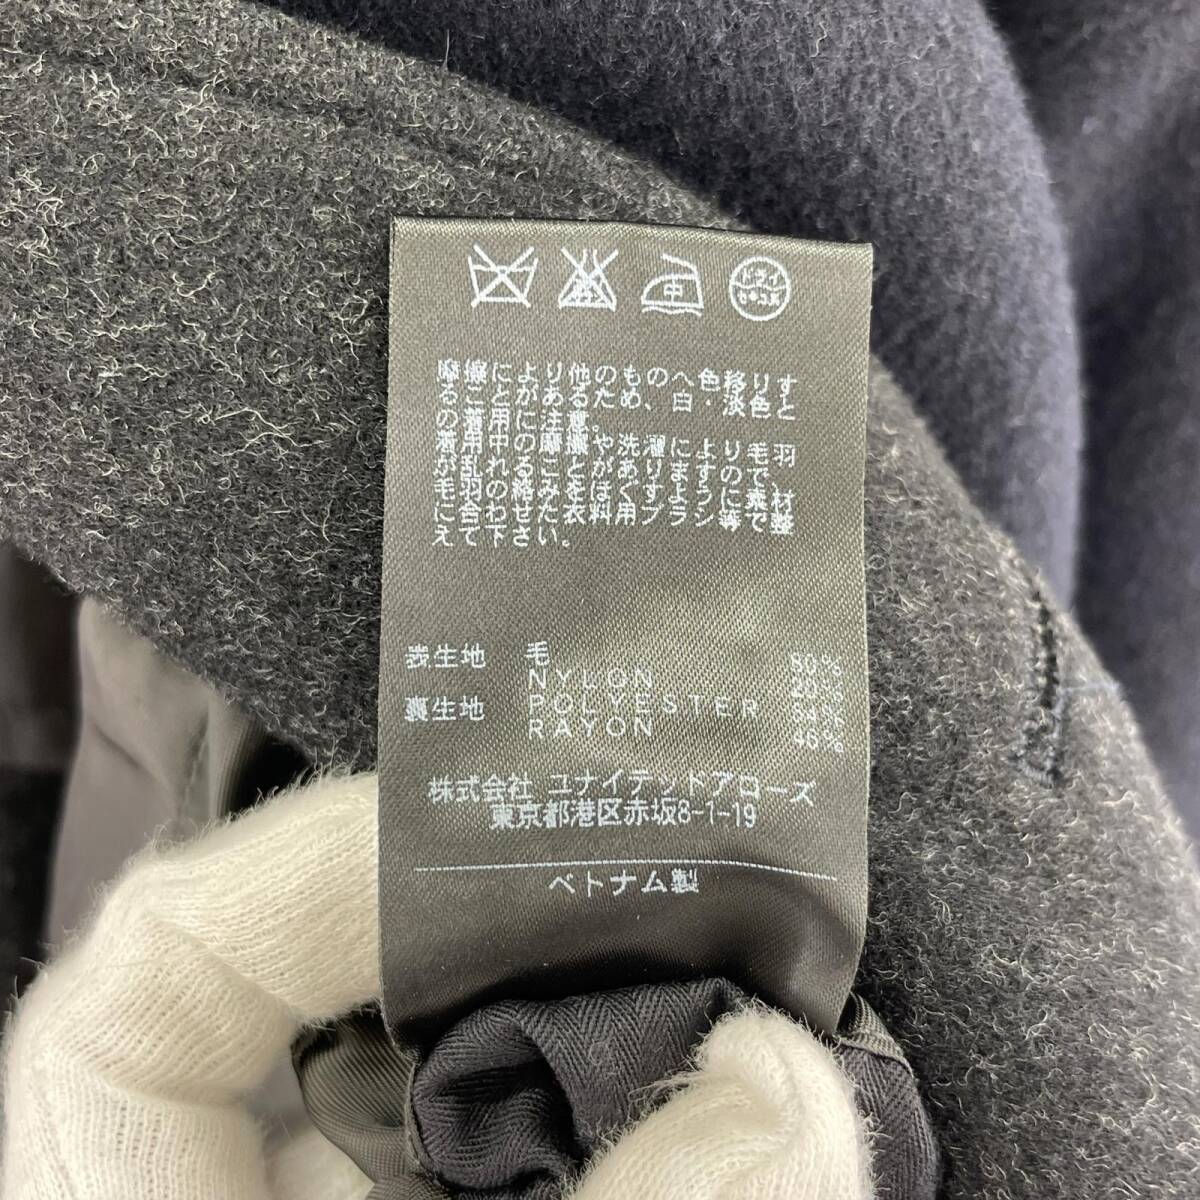 中
ドライ
セキユ系
摩擦により他のもの、へ色移りす
ることがあるため、白・淡色と
の着用に注意。
着用中の摩擦や洗濯により毛羽
が乱れることがありますので、素材
毛羽の絡みをほぐすように整
に合わせた衣料用ブラシ等で
えて下さい。
表生地 毛 80%
NYLON 20%
裏生地 POLYESTER 54%
RAYON 46%
株式会社 ユナイテッドアローズ
東京都港区赤坂8-1-19
ベトナム製